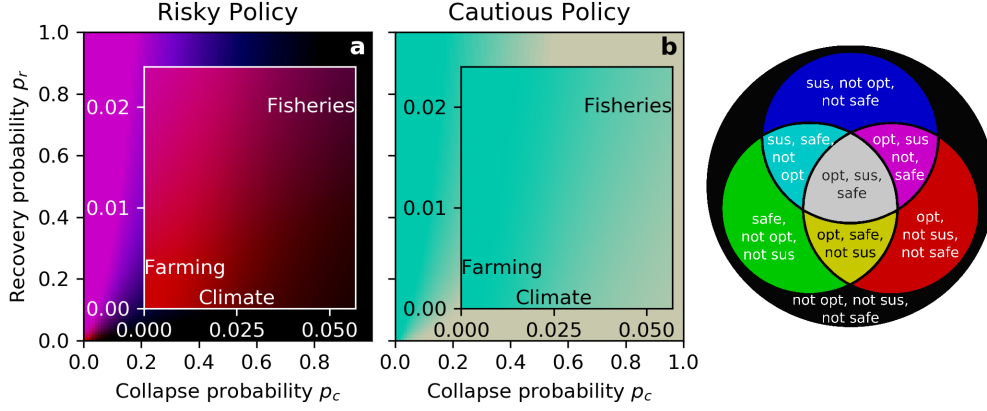 Risky Policy
Cautious Policy
a
b
Recovery probability p_r
1.0
0.8
0.6
0.4
0.2
0.0
0.02
0.01
0.00
Fisheries
Farming
Climate
0.000 0.025 0.050
0.0 0.2 0.4 0.6 0.8
Collapse probability p_c
0.02
0.01
0.00
Fisheries
Farming
Climate
0.000 0.025 0.050
0.0 0.2 0.4 0.6 0.8 1.0
Collapse probability p_c
sus, not opt,
not safe
sus, safe,
not
opt
opt, sus
not,
safe
opt, sus,
safe
safe,
not opt,
not sus
opt, safe,
not sus
opt,
not sus,
not safe
not opt, not sus,
not safe